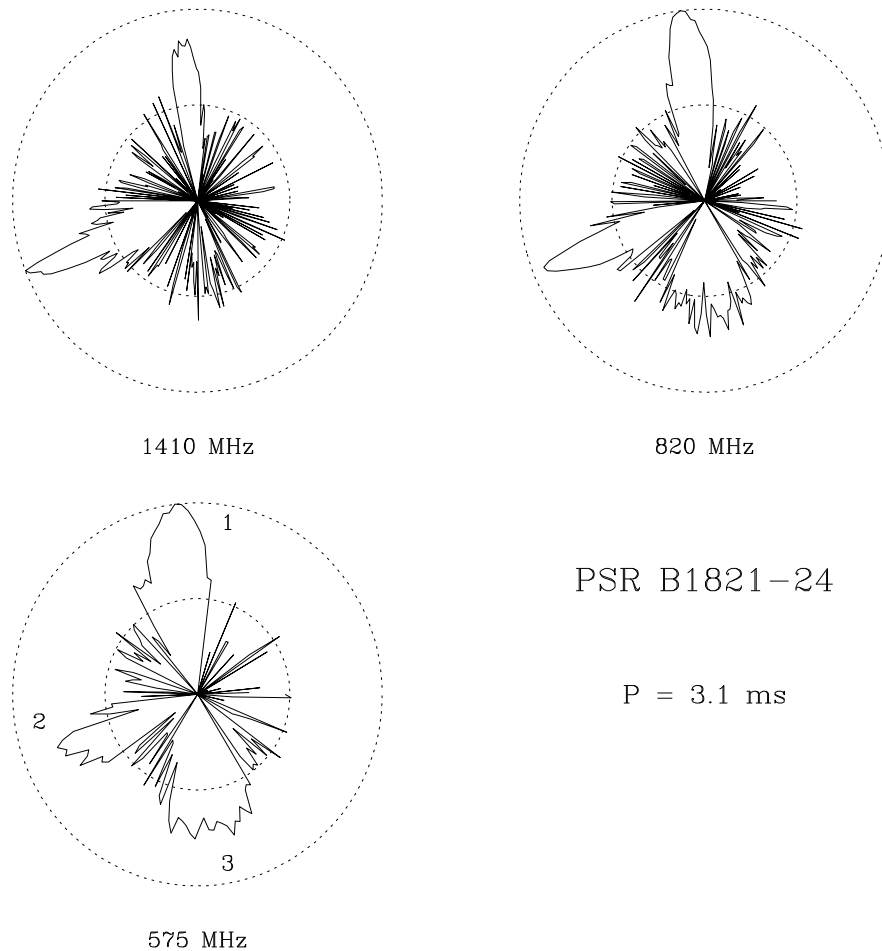 1410 MHz
820 MHz
1
PSR B1821-24
P = 3.1 ms
2
3
575 MHz